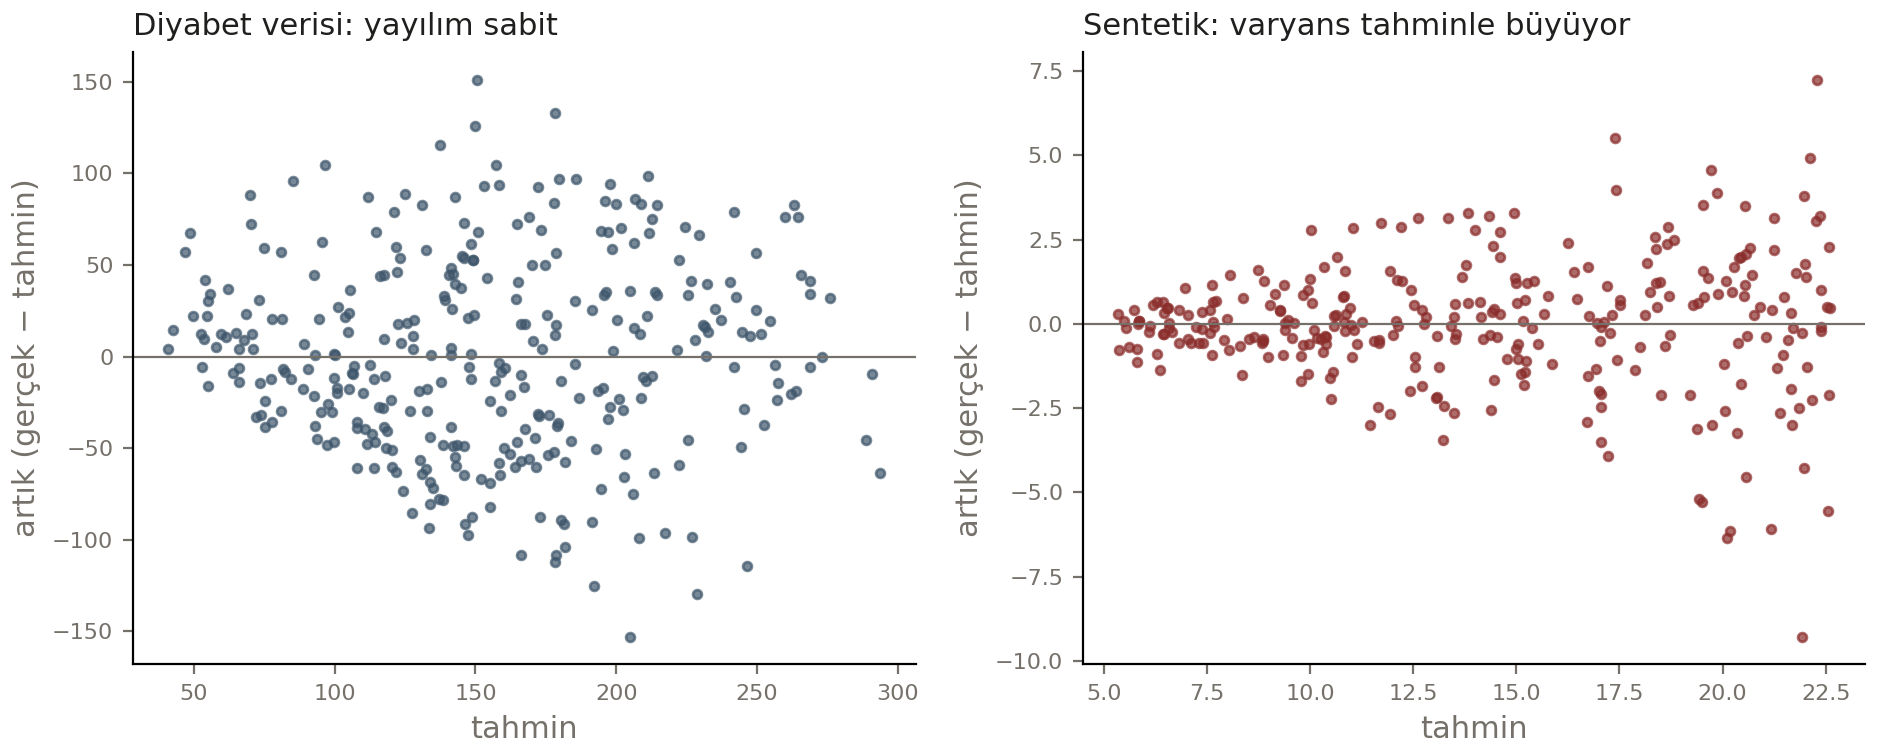 Diyabet verisi: yayılım sabit
artık (gerçek − tahmin)
150
100
50
0
−50
−100
−150
50 100 150 200 250 300
tahmin
Sentetik: varyans tahminle büyüyor
artık (gerçek − tahmin)
7.5
5.0
2.5
0.0
−2.5
−5.0
−7.5
−10.0
5.0 7.5 10.0 12.5 15.0 17.5 20.0 22.5
tahmin